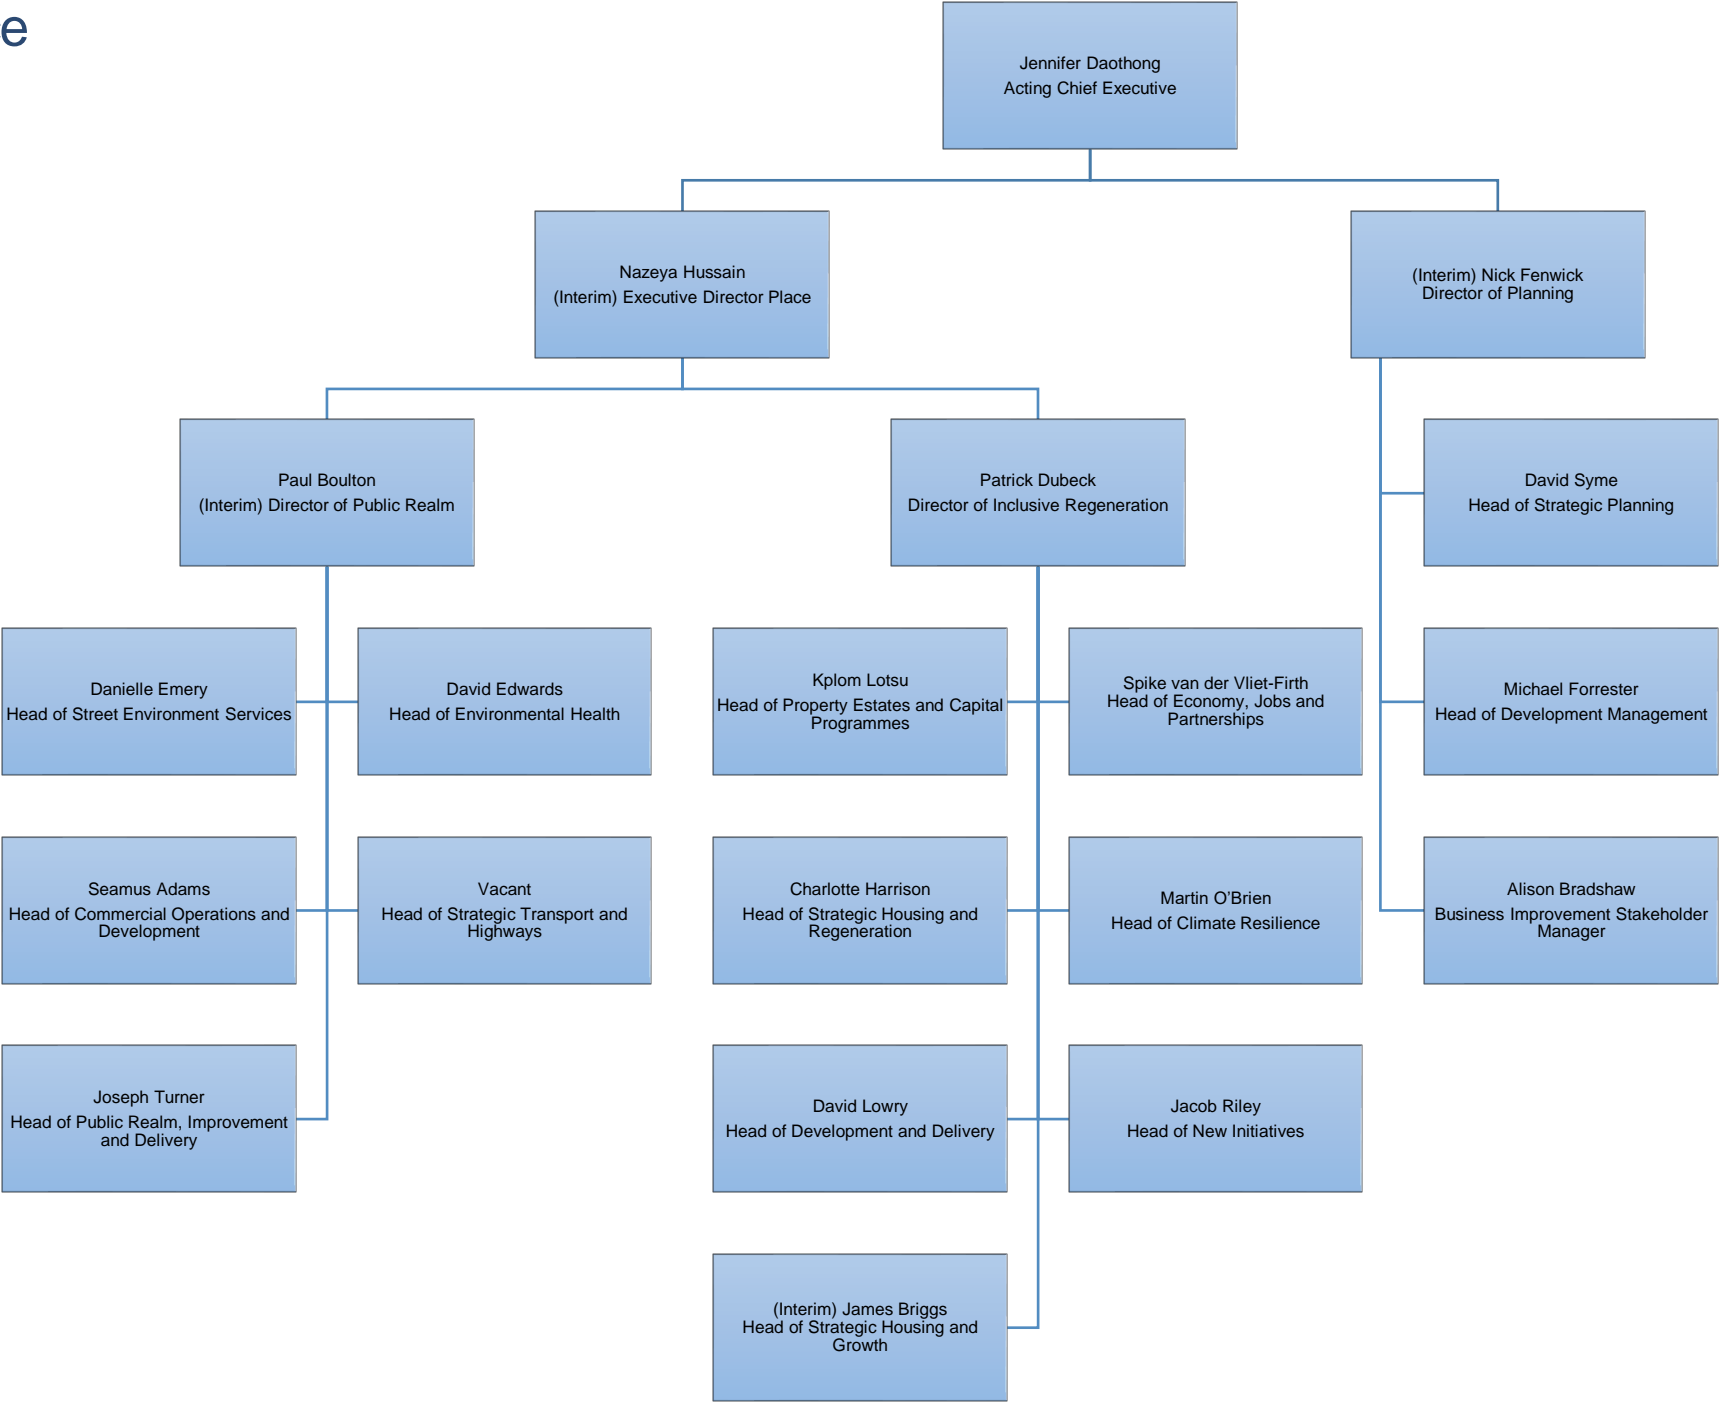 e
Jennifer Daothong
Acting Chief Executive
Nazeya Hussain
(Interim) Executive Director Place
(Interim) Nick Fenwick
Director of Planning
Paul Boulton
(Interim) Director of Public Realm
Patrick Dubeck
Director of Inclusive Regeneration
David Syme
Head of Strategic Planning
Danielle Emery
Head of Street Environment Services
David Edwards
Head of Environmental Health
Kplom Lotsu
Head of Property Estates and Capital
Programmes
Spike van der Vliet-Firth
Head of Economy, Jobs and
Partnerships
Michael Forrester
Head of Development Management
Seamus Adams
Head of Commercial Operations and
Development
Vacant
Head of Strategic Transport and
Highways
Charlotte Harrison
Head of Strategic Housing and
Regeneration
Martin O’Brien
Head of Climate Resilience
Alison Bradshaw
Business Improvement Stakeholder
Manager
Joseph Turner
Head of Public Realm, Improvement
and Delivery
David Lowry
Head of Development and Delivery
Jacob Riley
Head of New Initiatives
(Interim) James Briggs
Head of Strategic Housing and
Growth